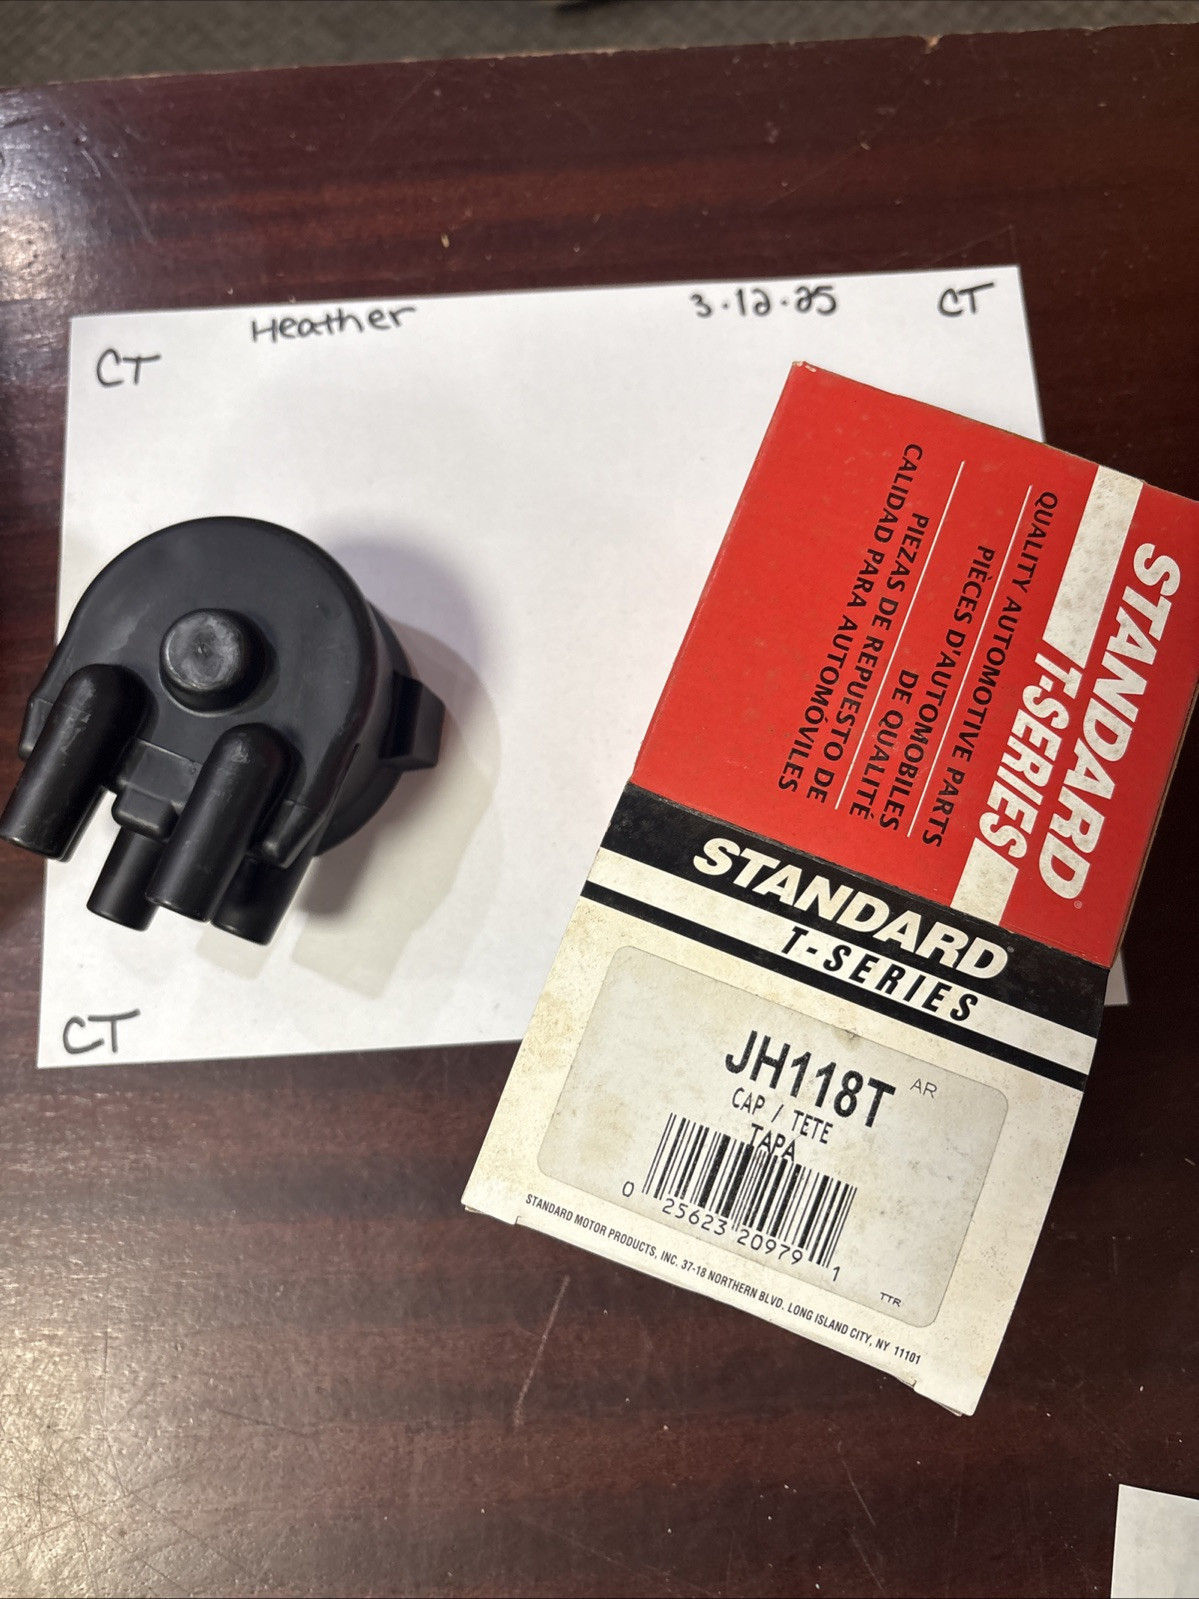 Heather
3.12.25
CT
CT
CT
STANDARD®
T-SERIES
QUALITY AUTOMOTIVE PARTS
PIÈCES D'AUTOMOBILES
DE QUALITÉ
PIEZAS DE REPUESTO DE
CALIDAD PARA AUTOMÓVILES
STANDARD®
T-SERIES
JH118T AR
CAP / TETE
TAPA
0 25623 20979 1
TTR
STANDARD MOTOR PRODUCTS, INC. 37-18 NORTHERN BLVD. LONG ISLAND CITY, NY 11101